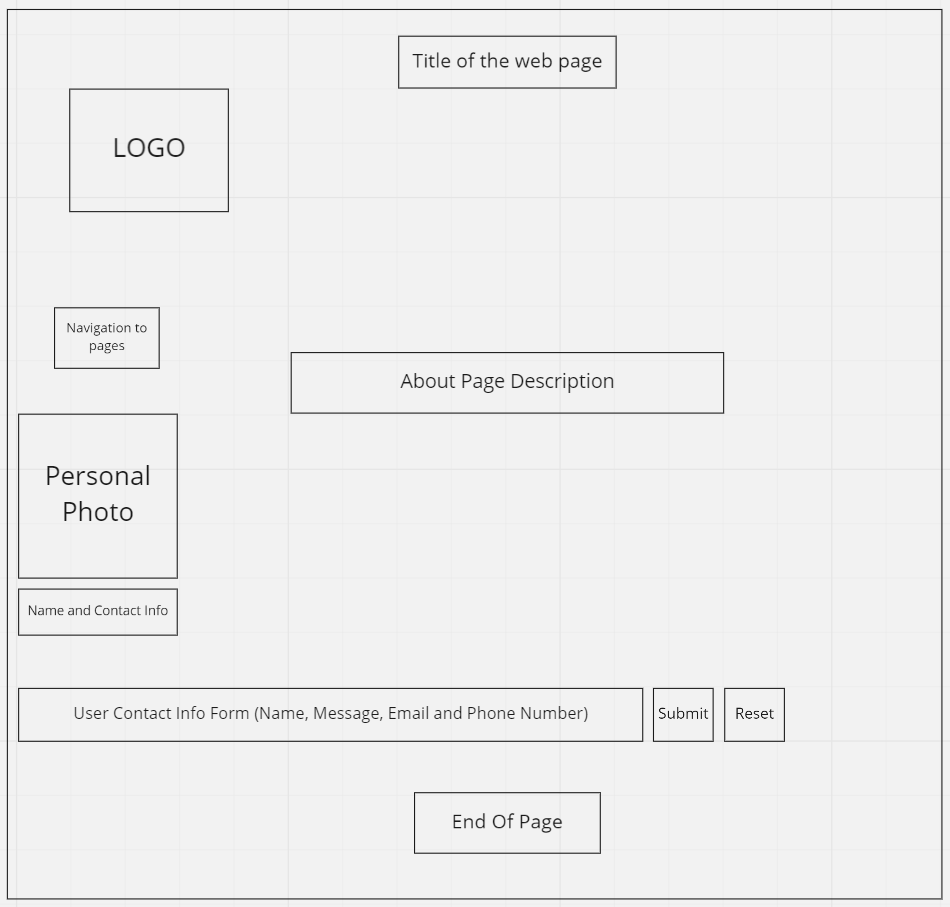 Title of the web page
LOGO
Navigation to
pages
About Page Description
Personal
Photo
Name and Contact Info
User Contact Info Form (Name, Message, Email and Phone Number)
Submit
Reset
End Of Page